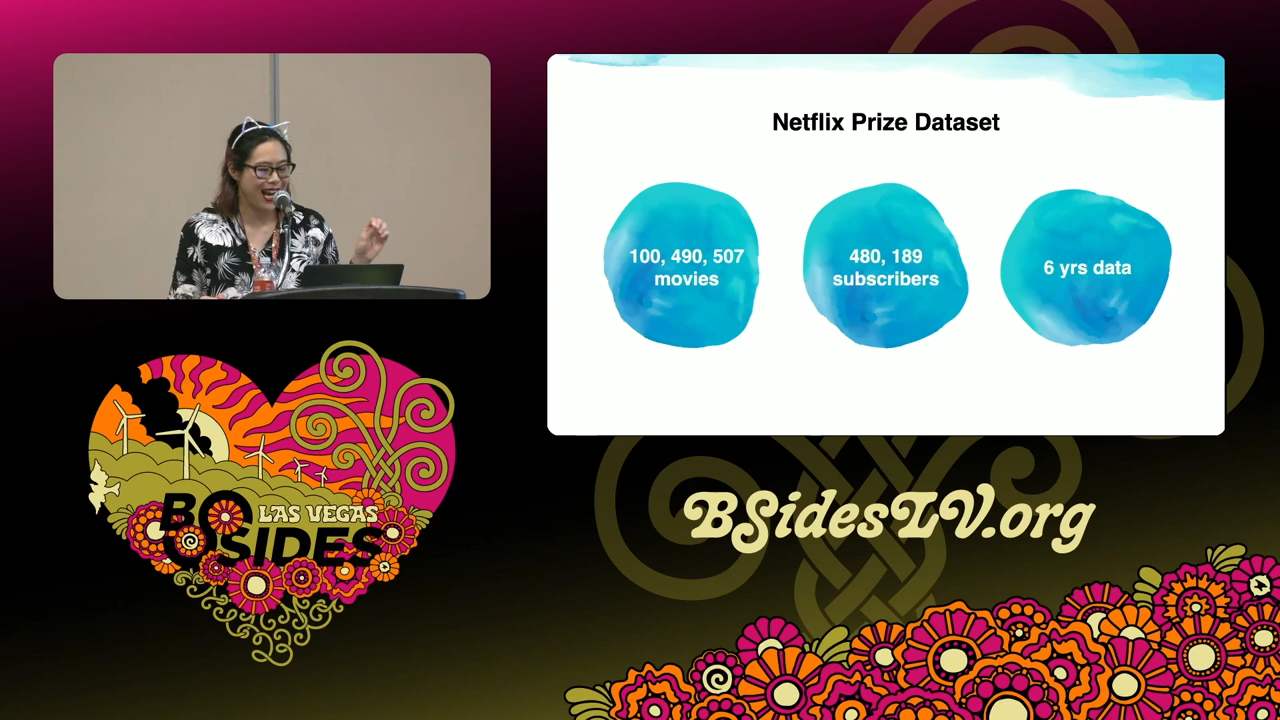 Netflix Prize Dataset
100, 490, 507
movies
480, 189
subscribers
6 yrs data
LAS VEGAS
BSIDES
BSidesLV.org